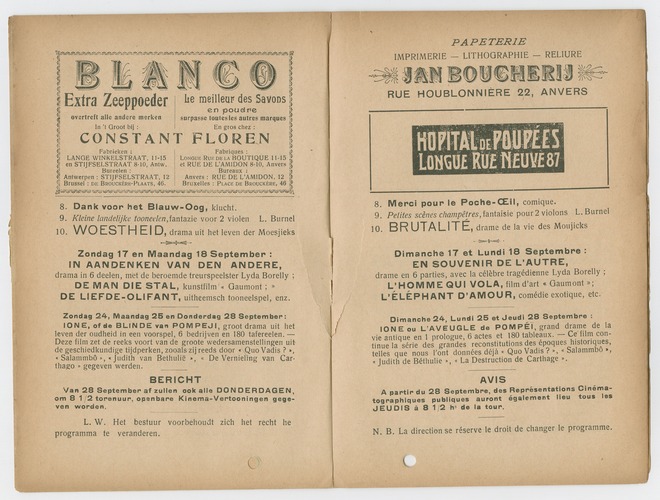 BLANCO
Extra Zeeppoeder
overtreft alle andere merken
In 't Groot bij :
Le meilleur des Savons
en poudre
surpasse toutes les autres marques
En gros chez :
CONSTANT FLOREN
Fabrieken :
LANGE WINKELSTRAAT, 11-15
en STIJFSELSTRAAT 8-10, Antw.
Bureelen :
Antwerpen : STIJFSELSTRAAT, 12
Brussel : DE BROUCKÈRE-PLAATS, 46.
Fabriques :
LONGUE RUE DE LA BOUTIQUE 11-15
et RUE DE L'AMIDON 8-10, Anvers
Bureaux :
Anvers : RUE DE L'AMIDON. 12
Bruxelles : PLACE DE BROUCKÈRE, 46
8. Dank voor het Blauw-Oog, klucht.
9. Kleine landelijke tooneelen, fantazie voor 2 violen L. Burnel
10. WOESTHEID, drama uit het leven der Moesjieks
Zondag 17 en Maandag 18 September :
IN AANDENKEN VAN DEN ANDERE,
drama in 6 deelen, met de beroemde treurspeelster Lyda Borelly ;
DE MAN DIE STAL, kunstfilm « Gaumont ; »
DE LIEFDE-OLIFANT, uitheemsch tooneelspel, enz.
Zondag 24, Maandag 25 en Donderdag 28 September :
IONE, of de BLINDE VAN POMPEJI, groot drama uit het
leven der oudheid in een voorspel, 6 bedrijven en 180 tafereelen. —
Deze film zet de reeks voort van de groote wedersamenstellingen uit
de geschiedkundige tijdperken, zooals zij reeds door « Quo Vadis ? »,
« Salammbô », « Judith van Bethulië », « De Vernieling van Car-
thago » gegeven werden.
BERICHT
Van 28 September af zullen ook alle DONDERDAGEN,
om 8 1/2 torenuur, openbare Kinema-Vertooningen gege-
ven worden.
L. W. Het bestuur voorbehoudt zich het recht he
programma te veranderen.
PAPETERIE
IMPRIMERIE — LITHOGRAPHIE — RELIURE
JAN BOUCHERIJ
RUE HOUBLONNIÈRE 22, ANVERS
HOPITAL DE POUPÉES
LONGUE RUE NEUVE 87
8. Merci pour le Poche-Œil, comique.
9. Petites scènes champêtres, fantaisie pour 2 violons L. Burnel
10. BRUTALITÉ, drame de la vie des Moujicks
Dimanche 17 et Lundi 18 Septembre :
EN SOUVENIR DE L'AUTRE,
drame en 6 parties, avec la célèbre tragédienne Lyda Borelly ;
L'HOMME QUI VOLA, film d'art « Gaumont » ;
L'ÉLÉPHANT D'AMOUR, comédie exotique, etc.
Dimanche 24, Lundi 25 et Jeudi 28 Septembre :
IONE ou L'AVEUGLE de POMPÉI, grand drame de la
vie antique en 1 prologue, 6 actes et 180 tableaux. — Ce film con-
tinue la série des grandes reconstitutions des époques historiques,
telles que nous l'ont données déjà « Quo Vadis ? », « Salammbô »,
« Judith de Béthulie », « La Destruction de Carthage ».
AVIS
A partir du 28 Septembre, des Représentations Cinéma-
tographiques publiques auront également lieu tous les
JEUDIS à 8 1/2 hʳ de la tour.
N. B. La direction se réserve le droit de changer le programme.